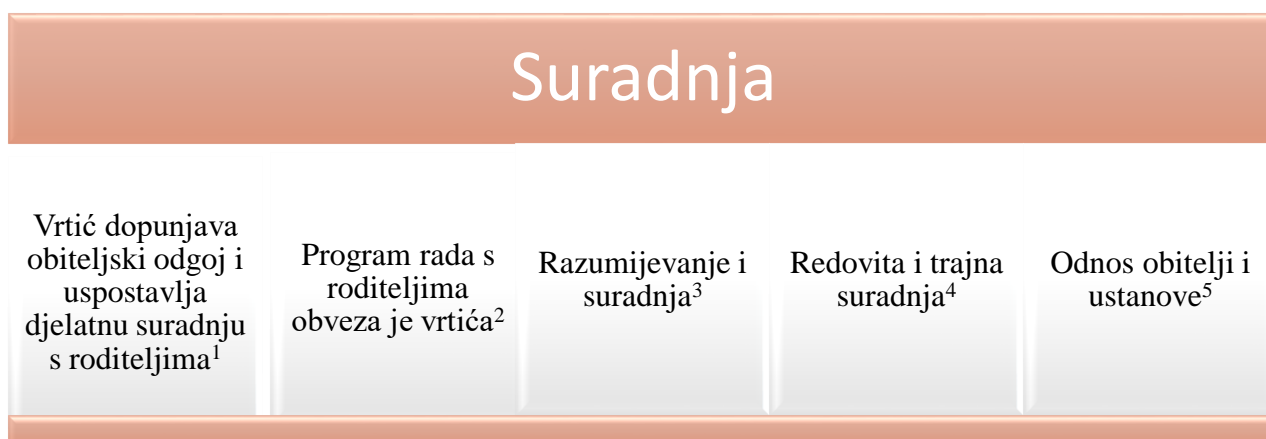 Suradnja
Vrtić dopunjava
obiteljski odgoj i
uspostavlja
djelatnu suradnju
s roditeljima¹
Program rada s
roditeljima
obveza je vrtića²
Razumijevanje i
suradnja³
Redovita i trajna
suradnja⁴
Odnos obitelji i
ustanove⁵